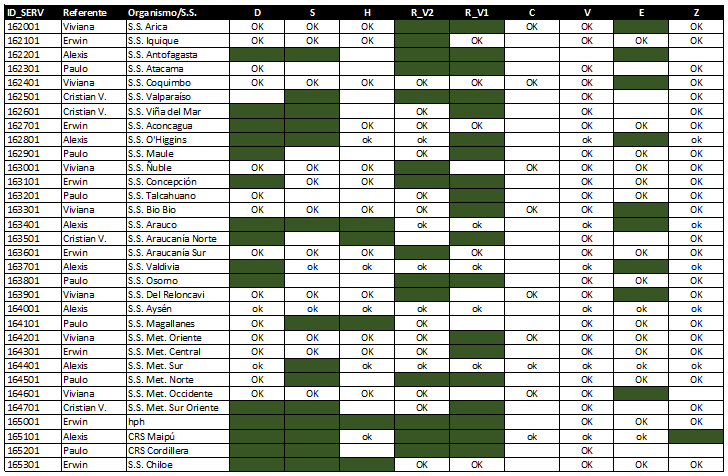 ID_SERV Referente Organismo/S.S. D S H R_V2 R_V1 C V E Z
162001 Viviana S.S. Arica OK OK OK OK OK OK
162101 Erwin S.S. Iquique OK OK OK OK OK OK OK
162201 Alexis S.S. Antofagasta
162301 Paulo S.S. Atacama OK OK OK OK
162401 Viviana S.S. Coquimbo OK OK OK OK OK OK OK OK
162501 Cristian V. S.S. Valparaiso OK OK
162601 Cristian V. S.S. Viña del Mar OK OK OK
162701 Erwin S.S. Aconcagua OK OK OK OK OK OK
162801 Alexis S.S. O'Higgins ok ok ok ok
162901 Paulo S.S. Maule OK OK OK OK
163001 Viviana S.S. Ñuble OK OK OK OK OK OK OK
163101 Erwin S.S. Concepción OK OK OK OK OK
163201 Paulo S.S. Talcahuano OK OK OK OK OK
163301 Viviana S.S. Bio Bio OK OK OK OK OK OK OK
163401 Alexis S.S. Arauco ok ok ok ok
163501 Cristian V. S.S. Araucanía Norte OK OK
163601 Erwin S.S. Araucanía Sur OK OK OK OK OK OK OK
163701 Alexis S.S. Valdivia ok ok ok ok ok ok
163801 Paulo S.S. Osorno OK OK OK
163901 Viviana S.S. Del Reloncavi OK OK OK OK OK OK
164001 Alexis S.S. Aysén ok ok ok ok ok ok ok ok
164101 Paulo S.S. Magallanes OK OK OK OK OK
164201 Viviana S.S. Met. Oriente OK OK OK OK OK OK OK OK
164301 Erwin S.S. Met. Central OK OK OK OK OK OK OK
164401 Alexis S.S. Met. Sur ok ok ok ok ok ok ok ok
164501 Paulo S.S. Met. Norte OK OK OK OK OK
164601 Viviana S.S. Met. Occidente OK OK OK OK OK OK
164701 Cristian V. S.S. Met. Sur Oriente OK OK OK
165001 Erwin hph OK OK OK
165101 Alexis CRS Maipú ok ok ok ok
165201 Paulo CRS Cordillera OK
165301 Erwin S.S. Chiloe OK OK OK OK OK